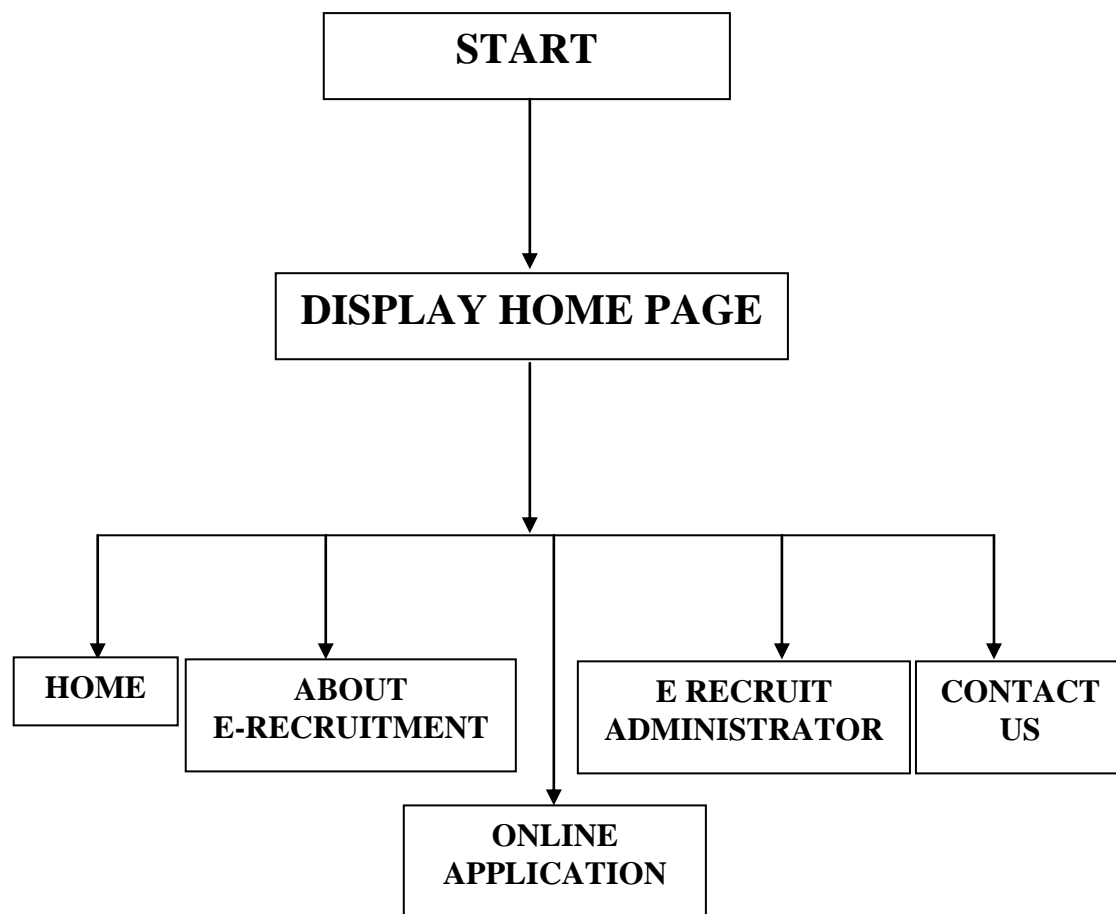 START
DISPLAY HOME PAGE
HOME
ABOUT
E-RECRUITMENT
E RECRUIT
ADMINISTRATOR
CONTACT
US
ONLINE
APPLICATION